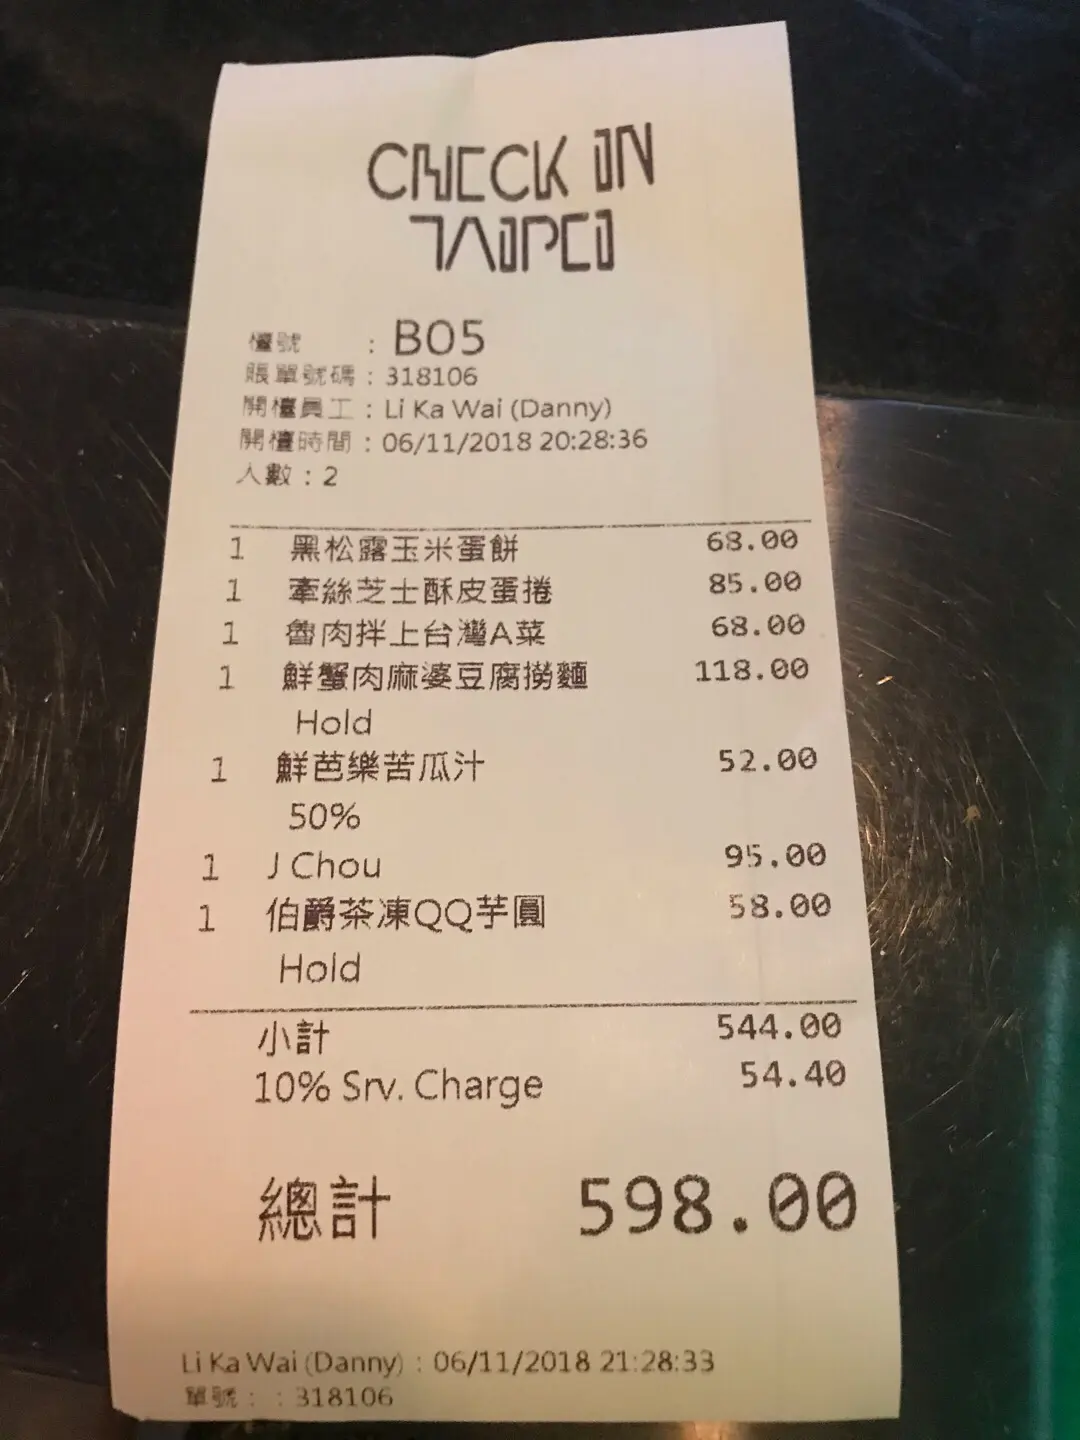 CHECK IN
TAIPEI
檯號 : B05
賬單號碼 : 318106
開檯員工 : Li Ka Wai (Danny)
開檯時間 : 06/11/2018 20:28:36
人數 : 2
1 黑松露玉米蛋餅 68.00
1 牽絲芝士酥皮蛋捲 85.00
1 魯肉拌上台灣A菜 68.00
1 鮮蟹肉麻婆豆腐撈麵 118.00
Hold
1 鮮芭樂苦瓜汁 52.00
50%
1 J Chou 95.00
1 伯爵茶凍QQ芋圓 58.00
Hold
小計 544.00
10% Srv. Charge 54.40
總計 598.00
Li Ka Wai (Danny) : 06/11/2018 21:28:33
單號 : : 318106